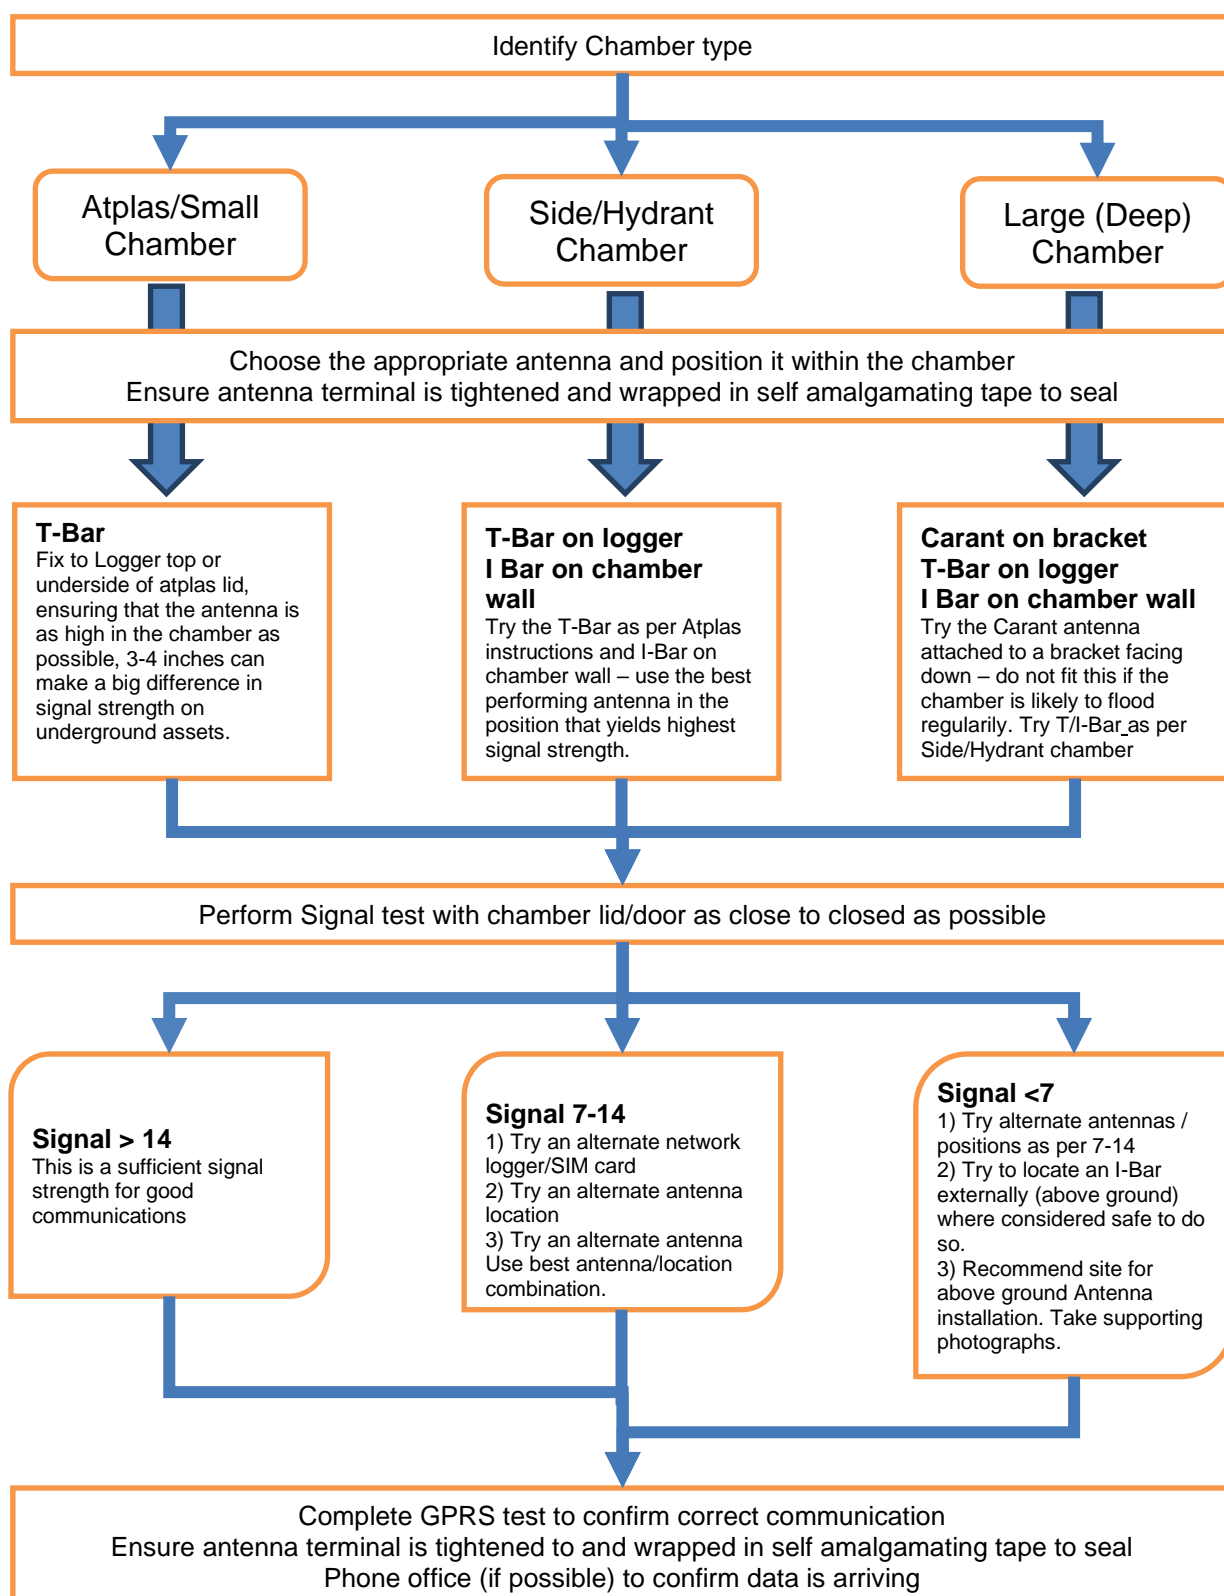 Identify Chamber type
Atplas/Small
Chamber
Side/Hydrant
Chamber
Large (Deep)
Chamber
Choose the appropriate antenna and position it within the chamber
Ensure antenna terminal is tightened and wrapped in self amalgamating tape to seal
T-Bar
Fix to Logger top or
underside of atplas lid,
ensuring that the antenna is
as high in the chamber as
possible, 3-4 inches can
make a big difference in
signal strength on
underground assets.
T-Bar on logger
I Bar on chamber
wall
Try the T-Bar as per Atplas
instructions and I-Bar on
chamber wall – use the best
performing antenna in the
position that yields highest
signal strength.
Carant on bracket
T-Bar on logger
I Bar on chamber wall
Try the Carant antenna
attached to a bracket facing
down – do not fit this if the
chamber is likely to flood
regularily. Try T/I-Bar as per
Side/Hydrant chamber
Perform Signal test with chamber lid/door as close to closed as possible
Signal > 14
This is a sufficient signal
strength for good
communications
Signal 7-14
1) Try an alternate network
logger/SIM card
2) Try an alternate antenna
location
3) Try an alternate antenna
Use best antenna/location
combination.
Signal <7
1) Try alternate antennas /
positions as per 7-14
2) Try to locate an I-Bar
externally (above ground)
where considered safe to do
so.
3) Recommend site for
above ground Antenna
installation. Take supporting
photographs.
Complete GPRS test to confirm correct communication
Ensure antenna terminal is tightened to and wrapped in self amalgamating tape to seal
Phone office (if possible) to confirm data is arriving